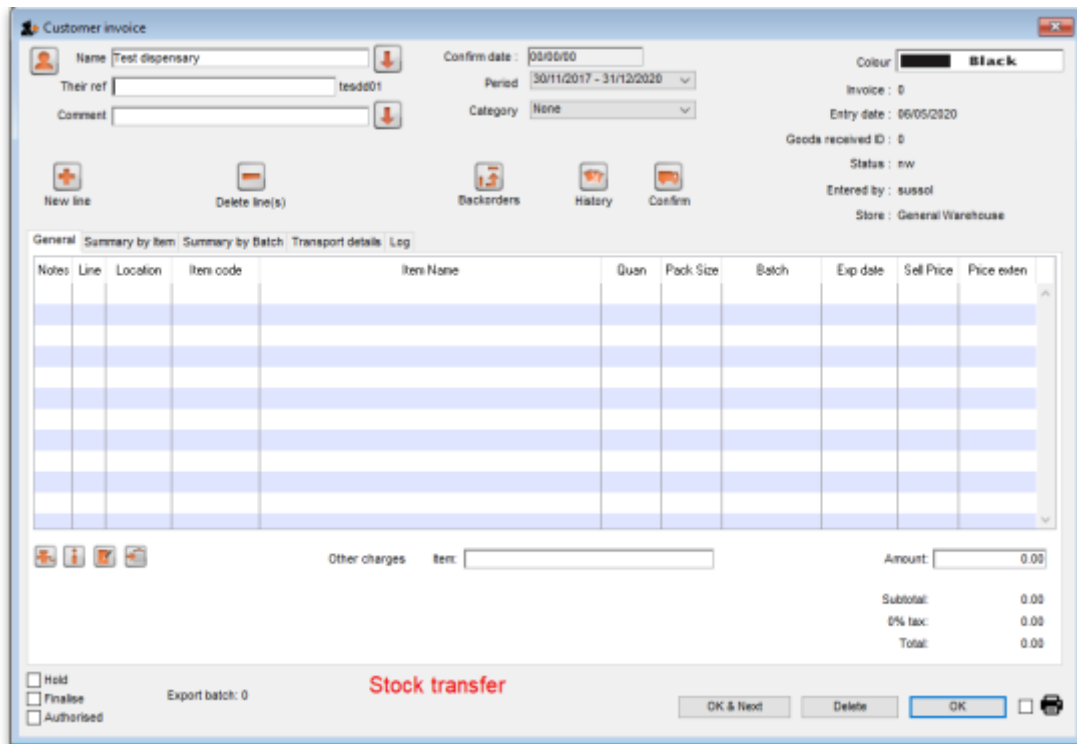 Customer invoice
Name Test dispensary
Their ref tesdd01
Comment
Confirm date : 00/00/00
Period 30/11/2017 - 31/12/2020
Category None
Colour Black
Invoice : 0
Entry date : 06/05/2020
Goods received ID : 0
Status : nw
Entered by : sussol
Store : General Warehouse
New line Delete line(s) Backorders History Confirm
General Summary by Item Summary by Batch Transport details Log
Notes Line Location Item code Item Name Quan Pack Size Batch Exp date Sell Price Price exten
Other charges Item: Amount: 0.00
Subtotal: 0.00
0% tax: 0.00
Total: 0.00
Hold
Finalise
Authorised
Export batch: 0
Stock transfer
OK & Next Delete OK